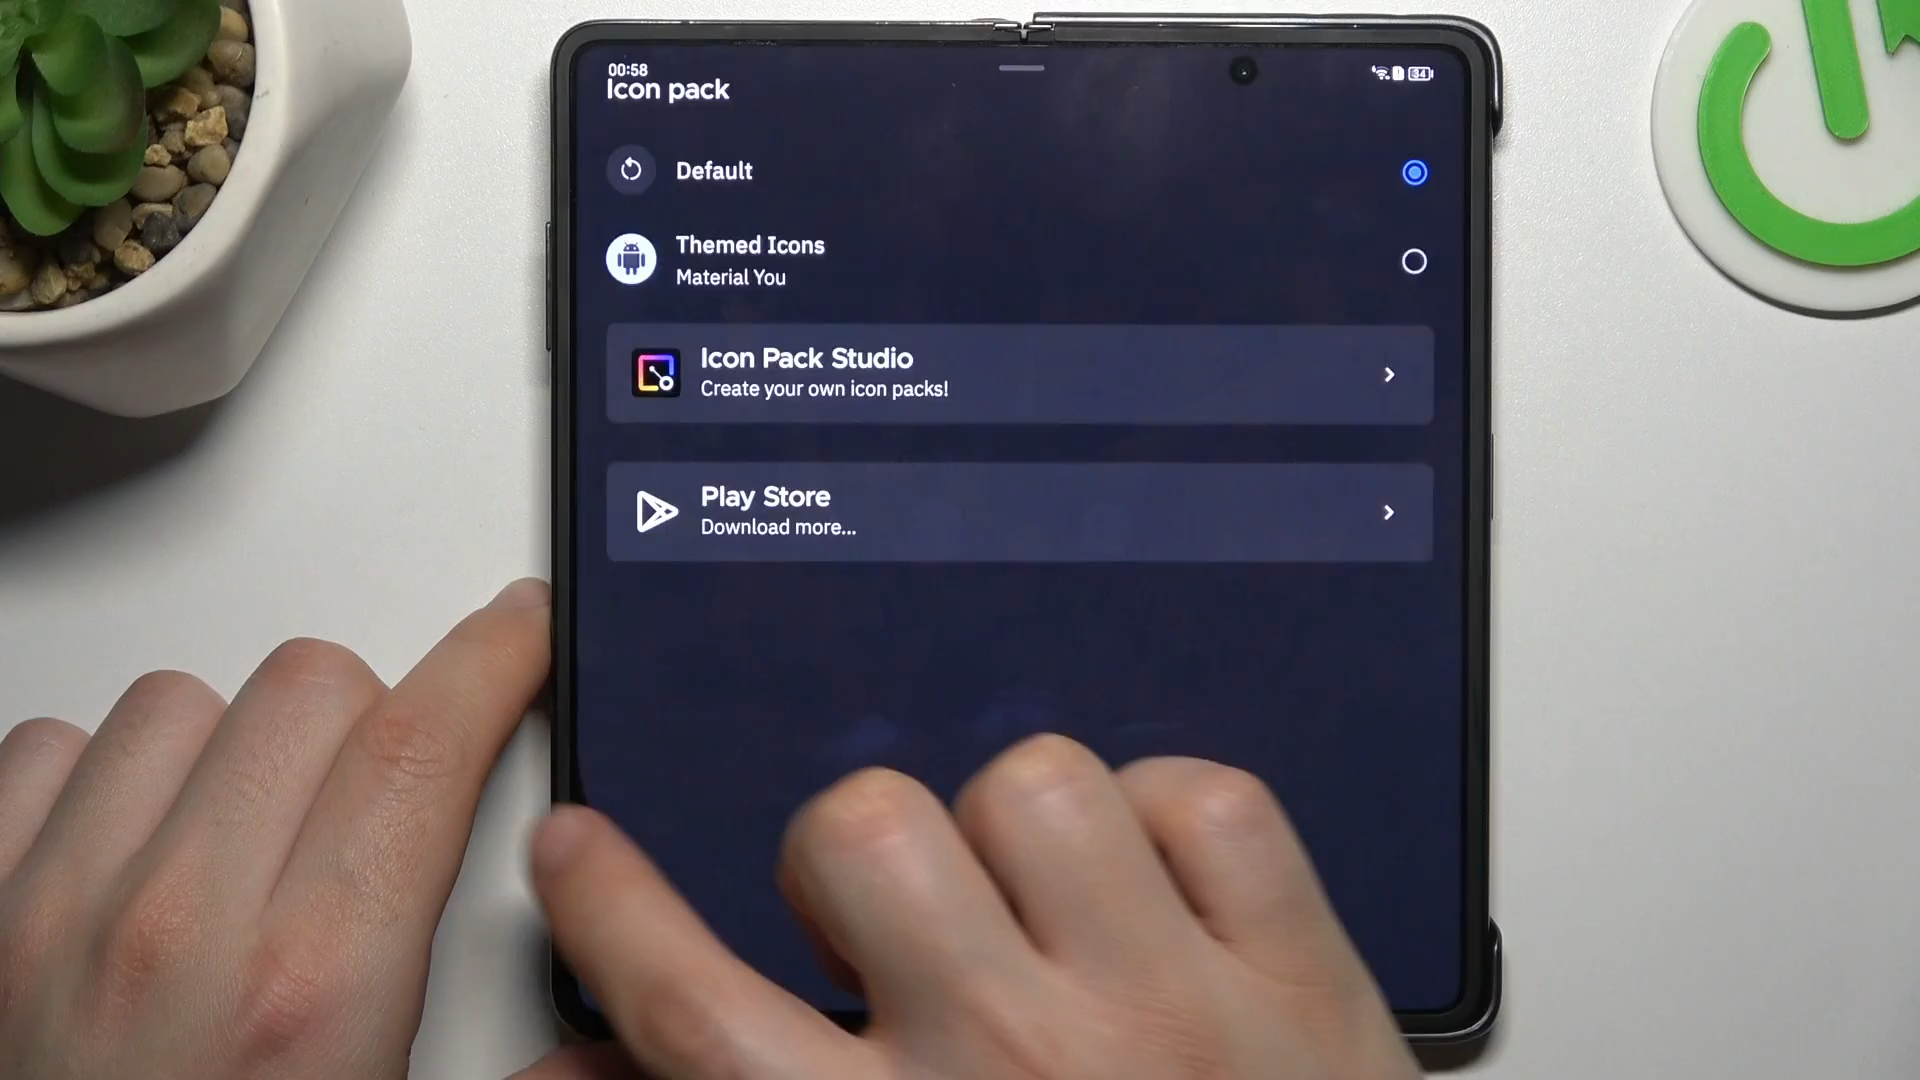 00:58
34
Icon pack
Default
Themed Icons
Material You
Icon Pack Studio
Create your own icon packs!
Play Store
Download more...